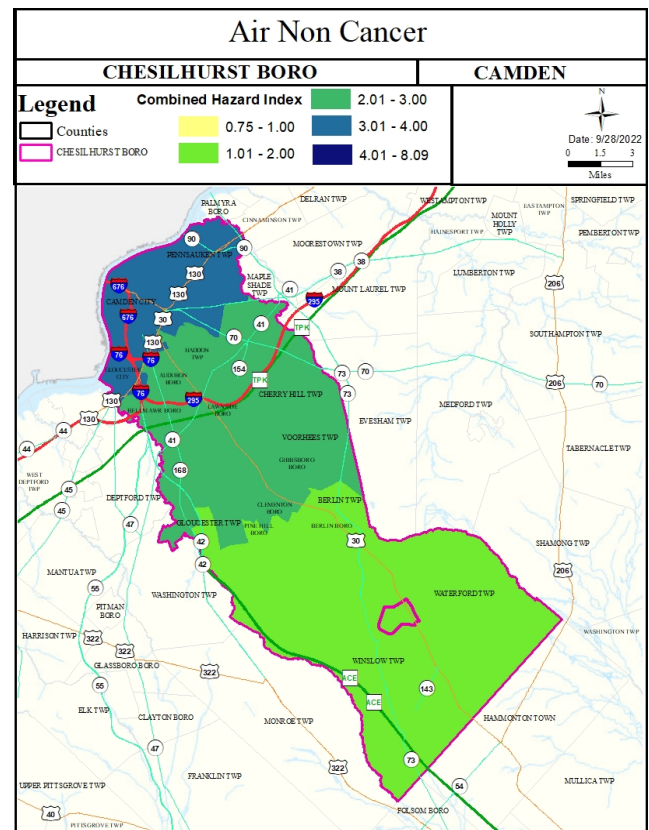 Air Non Cancer
CHESILHURST BORO
CAMDEN
Legend
Counties
CHESILHURST BORO
Combined Hazard Index
0.75 - 1.00
1.01 - 2.00
2.01 - 3.00
3.01 - 4.00
4.01 - 8.09
N
Date: 9/28/2022
0 1.5 3
Miles
PALMYRA
BORO
DELRAN TWP
WESTAMPTON TWP
EASTAMPTON
TWP
SPRINGFIELD TWP
CINNAMINSON TWP
MOUNT
HOLLY
TWP
PEMBERTON TWP
90
90
MOORESTOWN TWP
HAINESPORT TWP
PENNSAUKEN TWP
38
38
130
MAPLE
SHADE
TWP
41
MOUNT LAUREL TWP
LUMBERTON TWP
206
676
130
295
CAMDEN CITY
676
30
41
TPK
SOUTHAMPTON TWP
130
70
76
76
HADDON
TWP
154
GLOUCESTER
CITY
AUDUBON
BORO
TPK
73
70
206
70
76
295
CHERRY HILL TWP
73
130
BELLMAWR BORO
LAWNSIDE
BORO
MEDFORD TWP
130
EVESHAM TWP
44
44
41
VOORHEES TWP
TABERNACLE TWP
WEST
DEPTFORD
TWP
168
GIBBSBORO
BORO
45
45
DEPTFORD TWP
BERLIN TWP
CLEMENTON
BORO
47
GLOUCESTER TWP
PINE HILL
BORO
BERLIN BORO
42
30
SHAMONG TWP
42
206
MANTUA TWP
55
WASHINGTON TWP
WATERFORD TWP
PITMAN
BORO
WASHINGTON TWP
HARRISON TWP
322
322
GLASSBORO BORO
322
WINSLOW TWP
ACE
55
143
ACE
ELK TWP
CLAYTON BORO
MONROE TWP
HAMMONTON TOWN
47
73
322
FRANKLIN TWP
54
MULLICA TWP
UPPER PITTSGROVE TWP
FOLSOM BORO
40
PITTSGROVE TWP